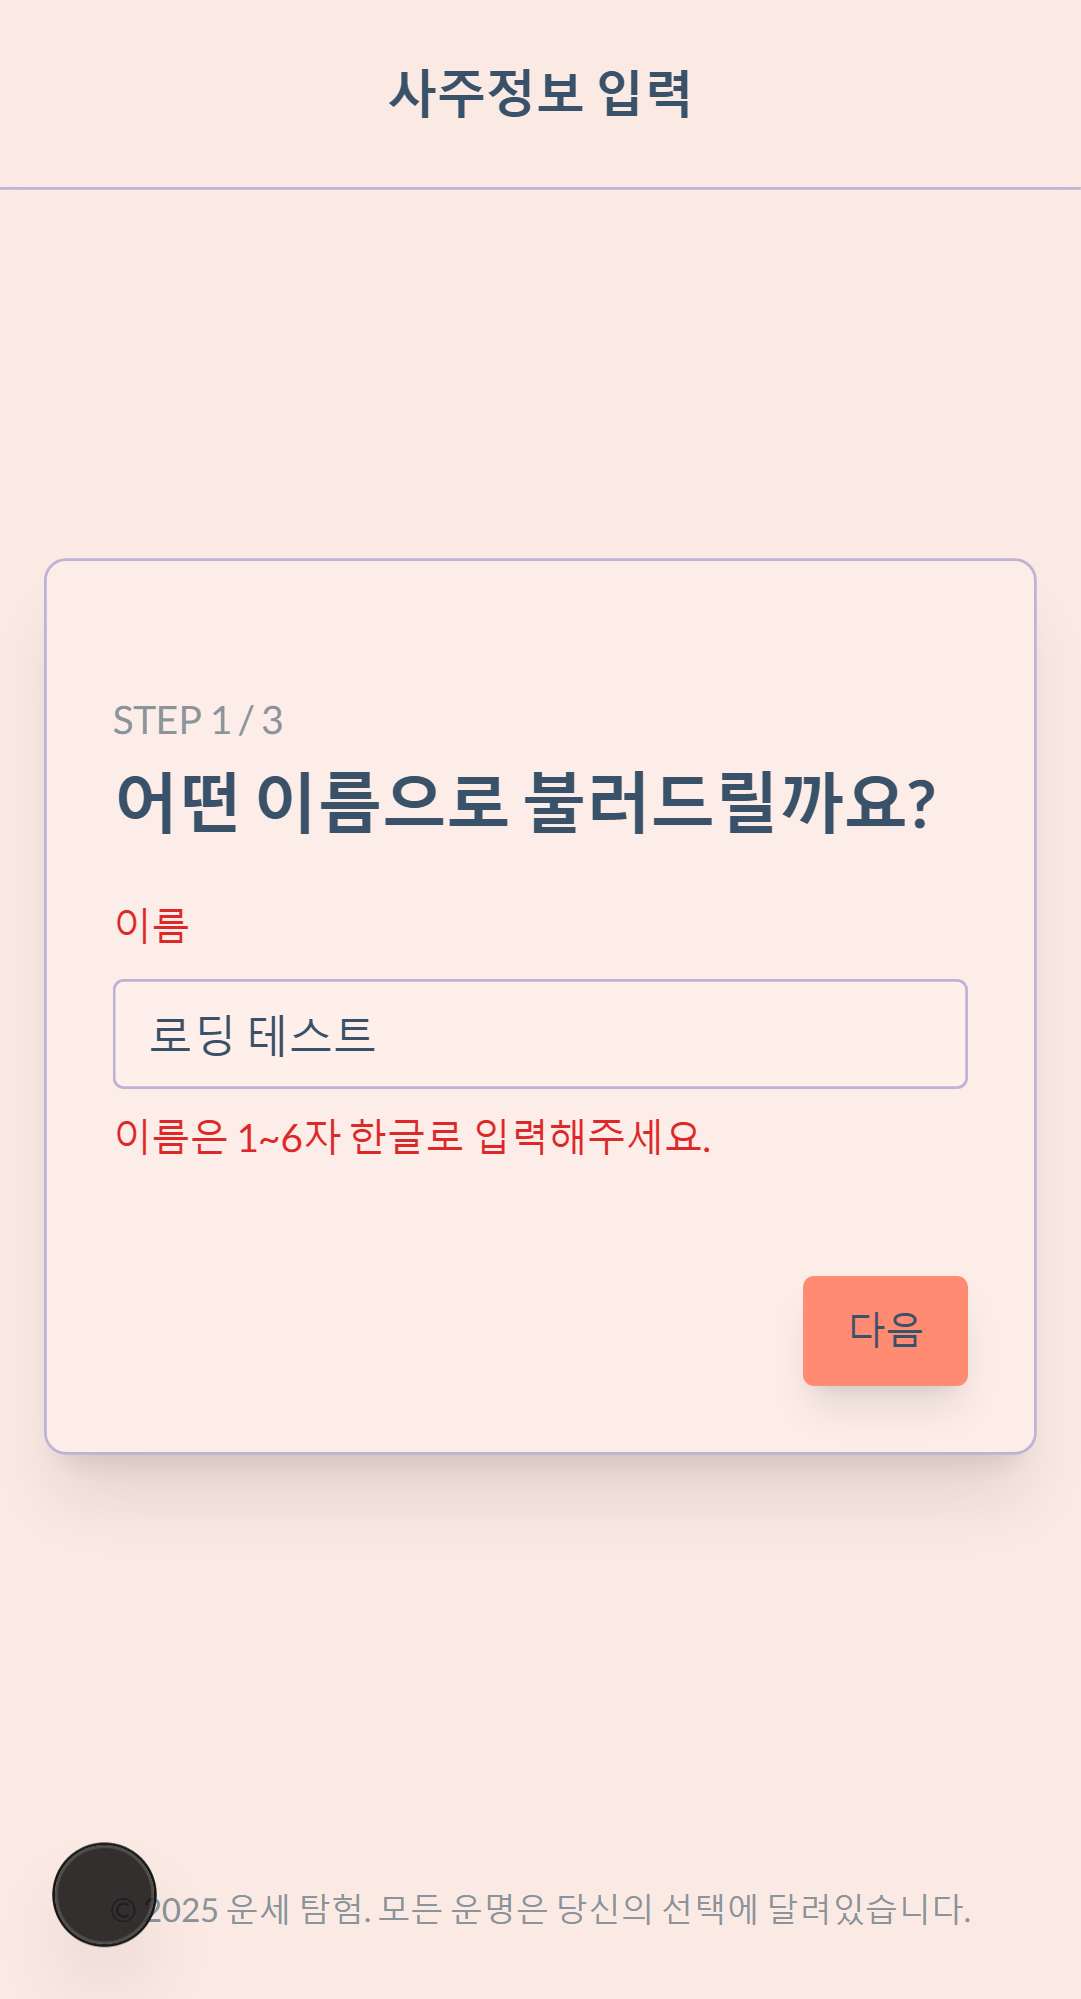 사주정보 입력
STEP 1 / 3
어떤 이름으로 불러드릴까요?
이름
로딩 테스트
이름은 1~6자 한글로 입력해주세요.
다음
© 2025 운세 탐험. 모든 운명은 당신의 선택에 달려있습니다.